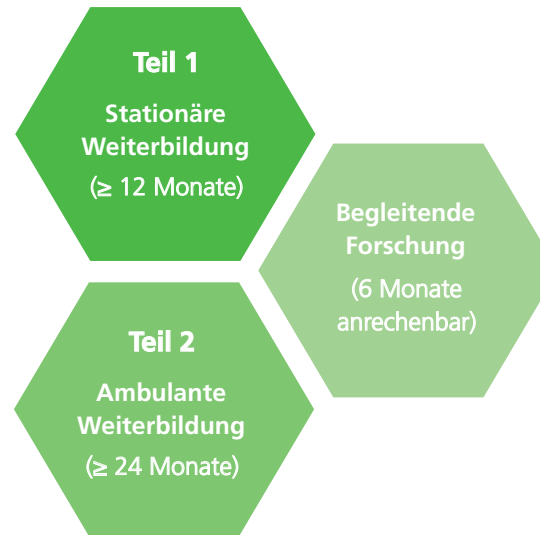 Teil 1
Stationäre
Weiterbildung
(≥ 12 Monate)
Begleitende
Forschung
(6 Monate
anrechenbar)
Teil 2
Ambulante
Weiterbildung
(≥ 24 Monate)